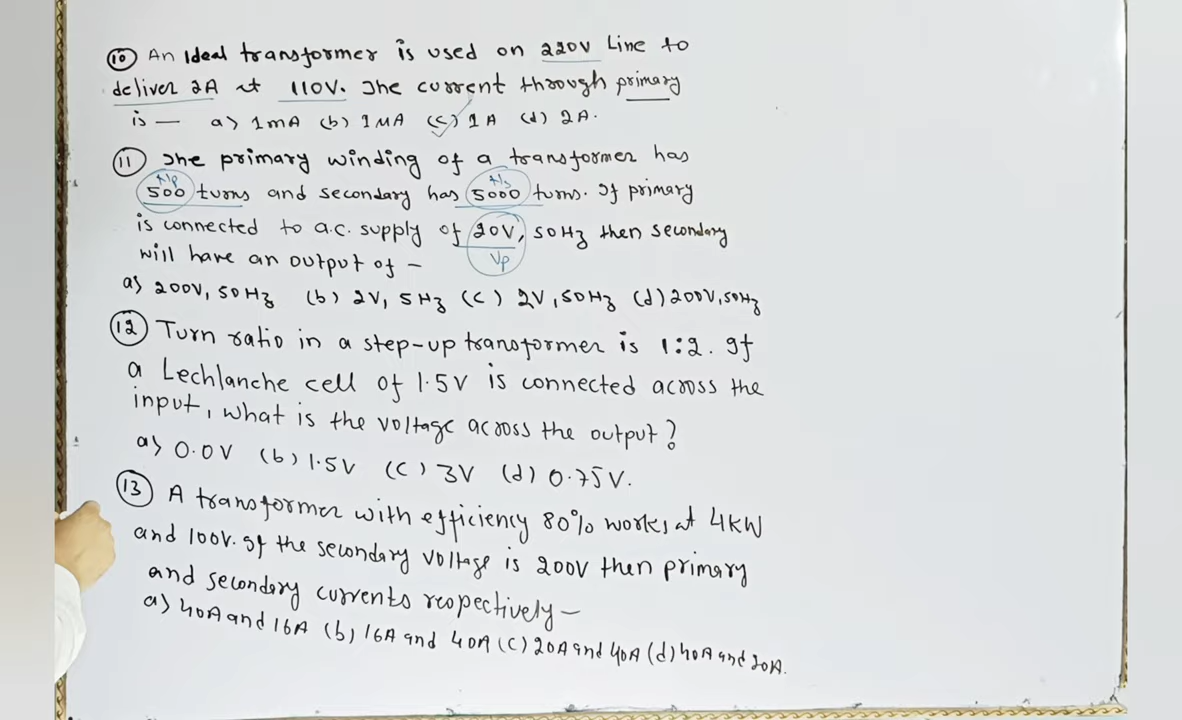 10 An Ideal transformer is used on 220V Line to
deliver 2A at 110V. The current through primary
is — a) 1mA (b) 1MA (c) 1A (d) 2A.
11 The primary winding of a transformer has
Np Ns
500 turns and secondary has 5000 turns. If primary
is connected to a.c. supply of 20V, 50Hz then secondary
Vp
will have an output of –
a) 200V, 50Hz (b) 2V, 5Hz (c) 2V, 50Hz (d) 200V, 50Hz
12 Turn ratio in a step-up transformer is 1:2. If
a Lechlanche cell of 1.5V is connected across the
input, what is the voltage across the output?
a) 0.0V (b) 1.5V (c) 3V (d) 0.75V.
13 A transformer with efficiency 80% works at 4KW
and 100V. If the secondary voltage is 200V then primary
and secondary currents respectively –
a) 40A and 16A (b) 16A and 40A (c) 20A and 40A (d) 40A and 20A.